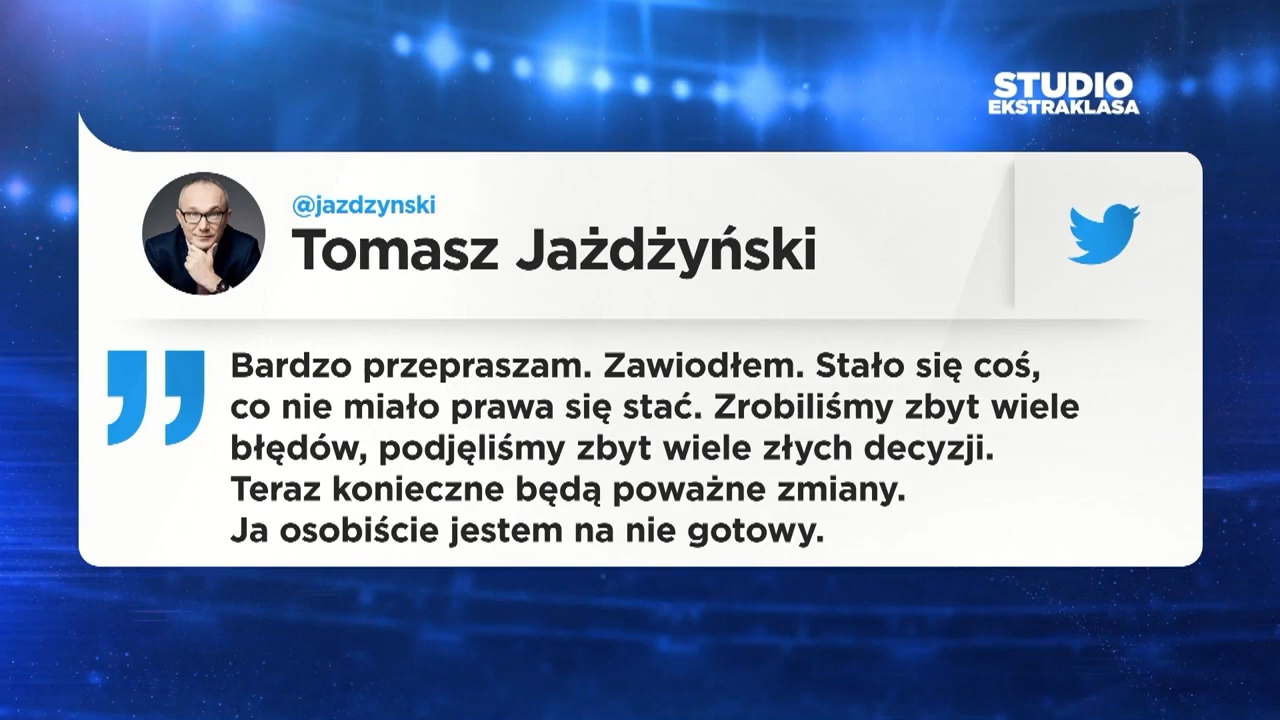 STUDIO
EKSTRAKLASA
@jazdzynski
Tomasz Jażdżyński
Bardzo przepraszam. Zawiodłem. Stało się coś,
co nie miało prawa się stać. Zrobiliśmy zbyt wiele
błędów, podjęliśmy zbyt wiele złych decyzji.
Teraz konieczne będą poważne zmiany.
Ja osobiście jestem na nie gotowy.